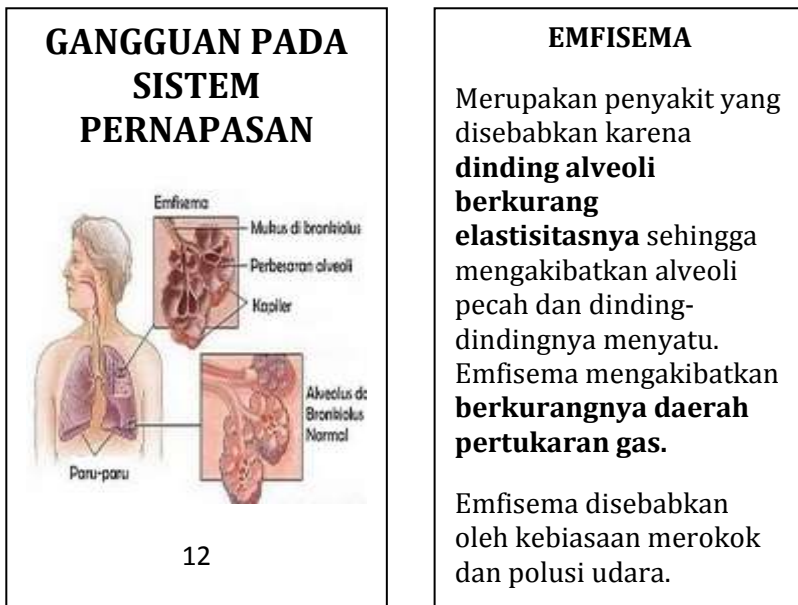 GANGGUAN PADA
SISTEM
PERNAPASAN
Emfisema
Mukus di bronkiolus
Perbesaran alveoli
Kapiler
Alveolus da
Bronkiolus
Normal
Paru-paru
12
EMFISEMA
Merupakan penyakit yang
disebabkan karena
dinding alveoli
berkurang
elastisitasnya sehingga
mengakibatkan alveoli
pecah dan dinding-
dindingnya menyatu.
Emfisema mengakibatkan
berkurangnya daerah
pertukaran gas.
Emfisema disebabkan
oleh kebiasaan merokok
dan polusi udara.